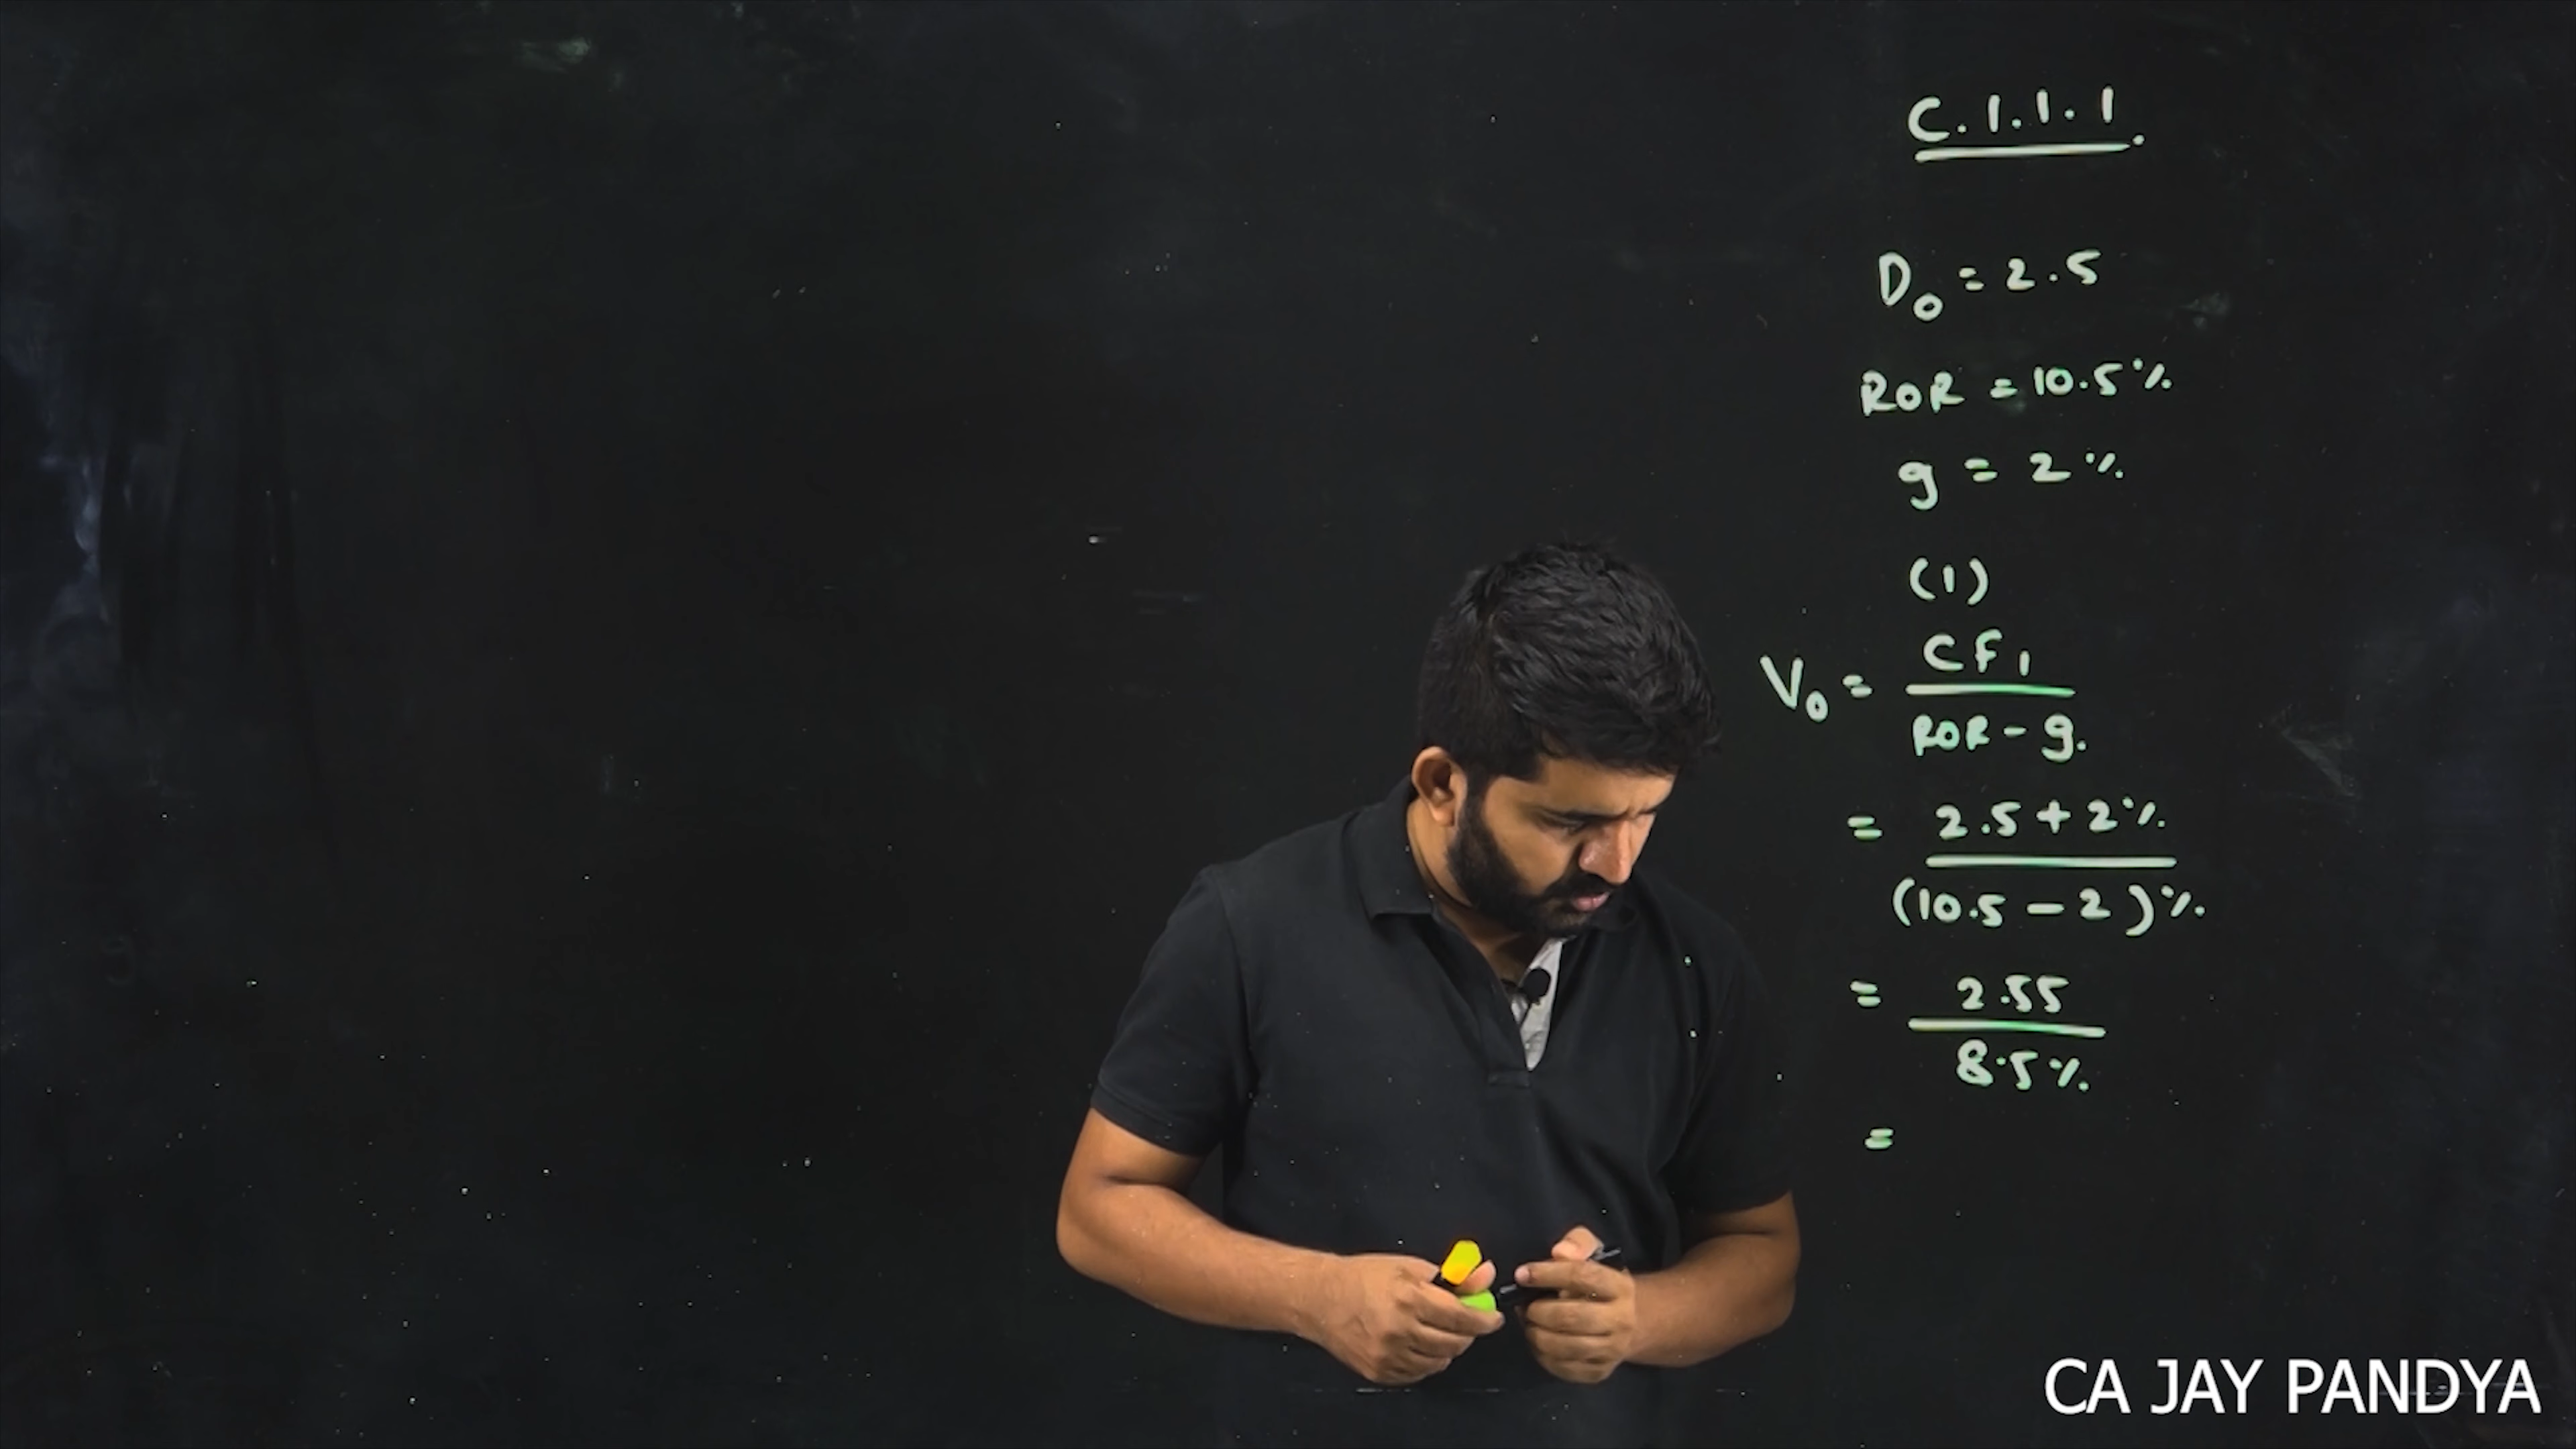 C.1.1.1.
D₀ = 2.5
ROR = 10.5%
g = 2%
(1)
V₀ = CF₁
ROR - g.
= 2.5 + 2%
(10.5 - 2)%
= 2.55
8.5%
=
CA JAY PANDYA